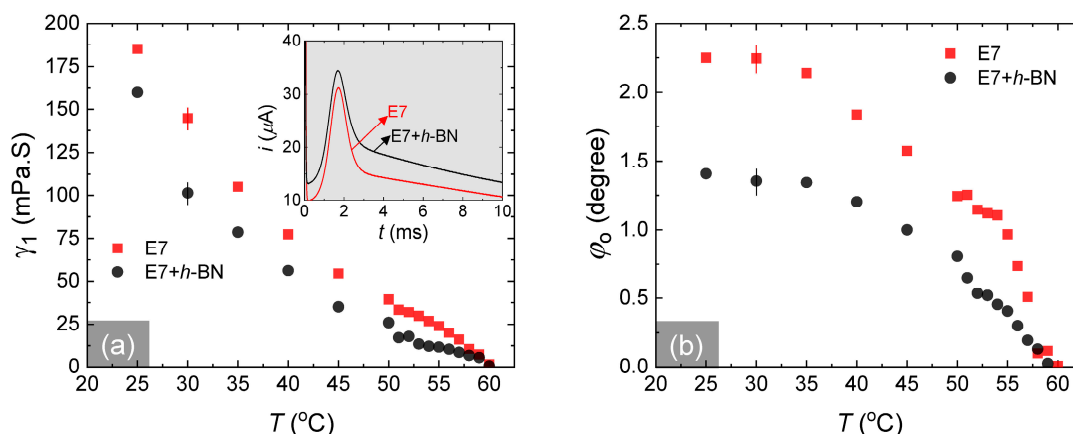 200
175
150
125
100
75
50
25
0
γ₁ (mPa.S)
20 25 30 35 40 45 50 55 60
T (°C)
E7
E7+h-BN
(a)
40
30
20
10
i (μA)
0 2 4 6 8 10
t (ms)
E7
E7+h-BN
2.5
2.0
1.5
1.0
0.5
0.0
φₒ (degree)
20 25 30 35 40 45 50 55 60
T (°C)
E7
E7+h-BN
(b)